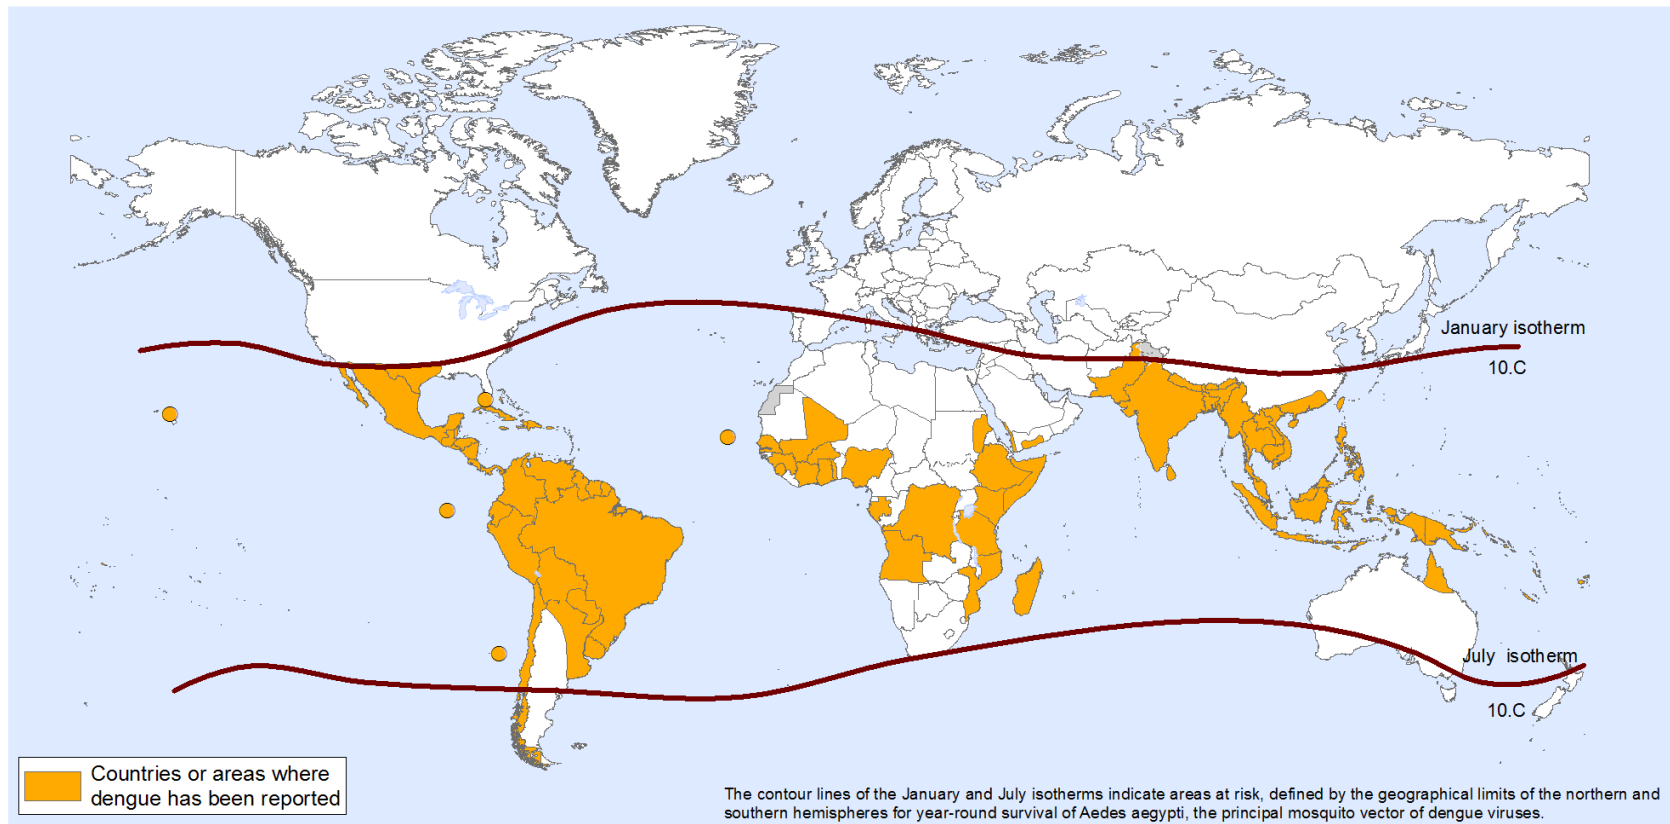 January isotherm
10.C
July isotherm
10.C
Countries or areas where
dengue has been reported
The contour lines of the January and July isotherms indicate areas at risk, defined by the geographical limits of the northern and
southern hemispheres for year-round survival of Aedes aegypti, the principal mosquito vector of dengue viruses.